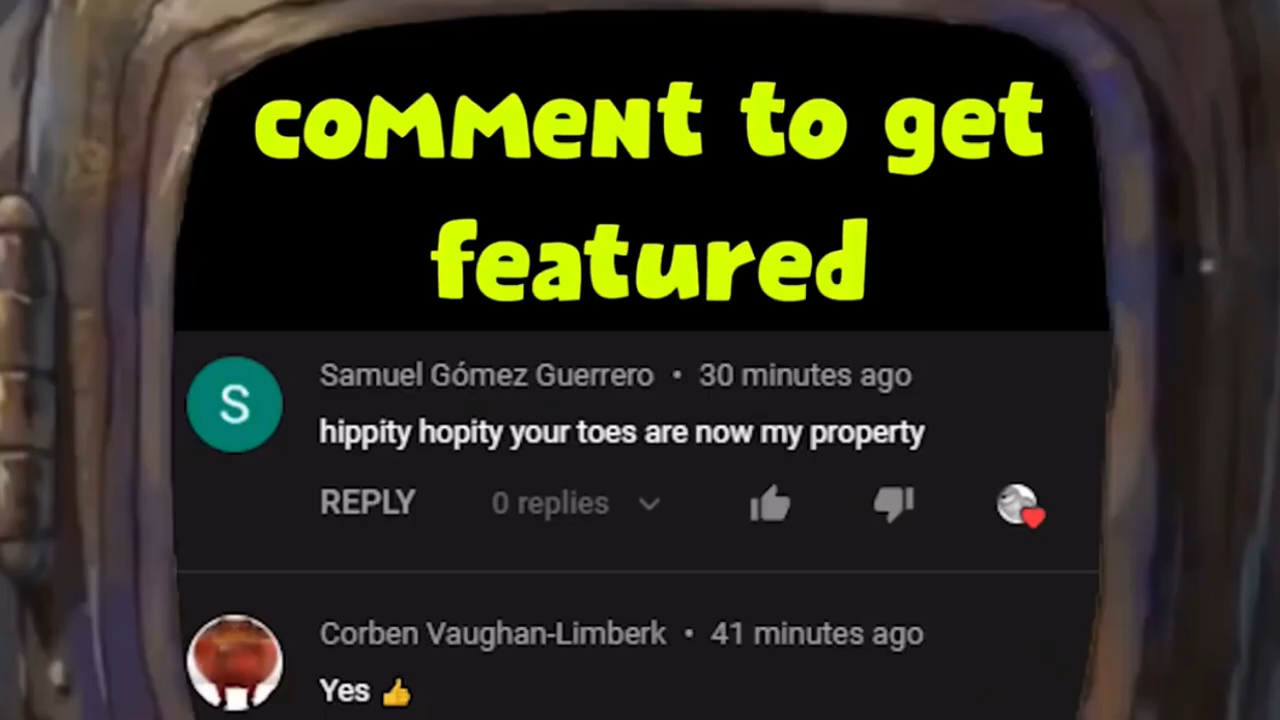 comment to get
featured
S
Samuel Gómez Guerrero • 30 minutes ago
hippity hopity your toes are now my property
REPLY 0 replies
Corben Vaughan-Limberk • 41 minutes ago
Yes 👍